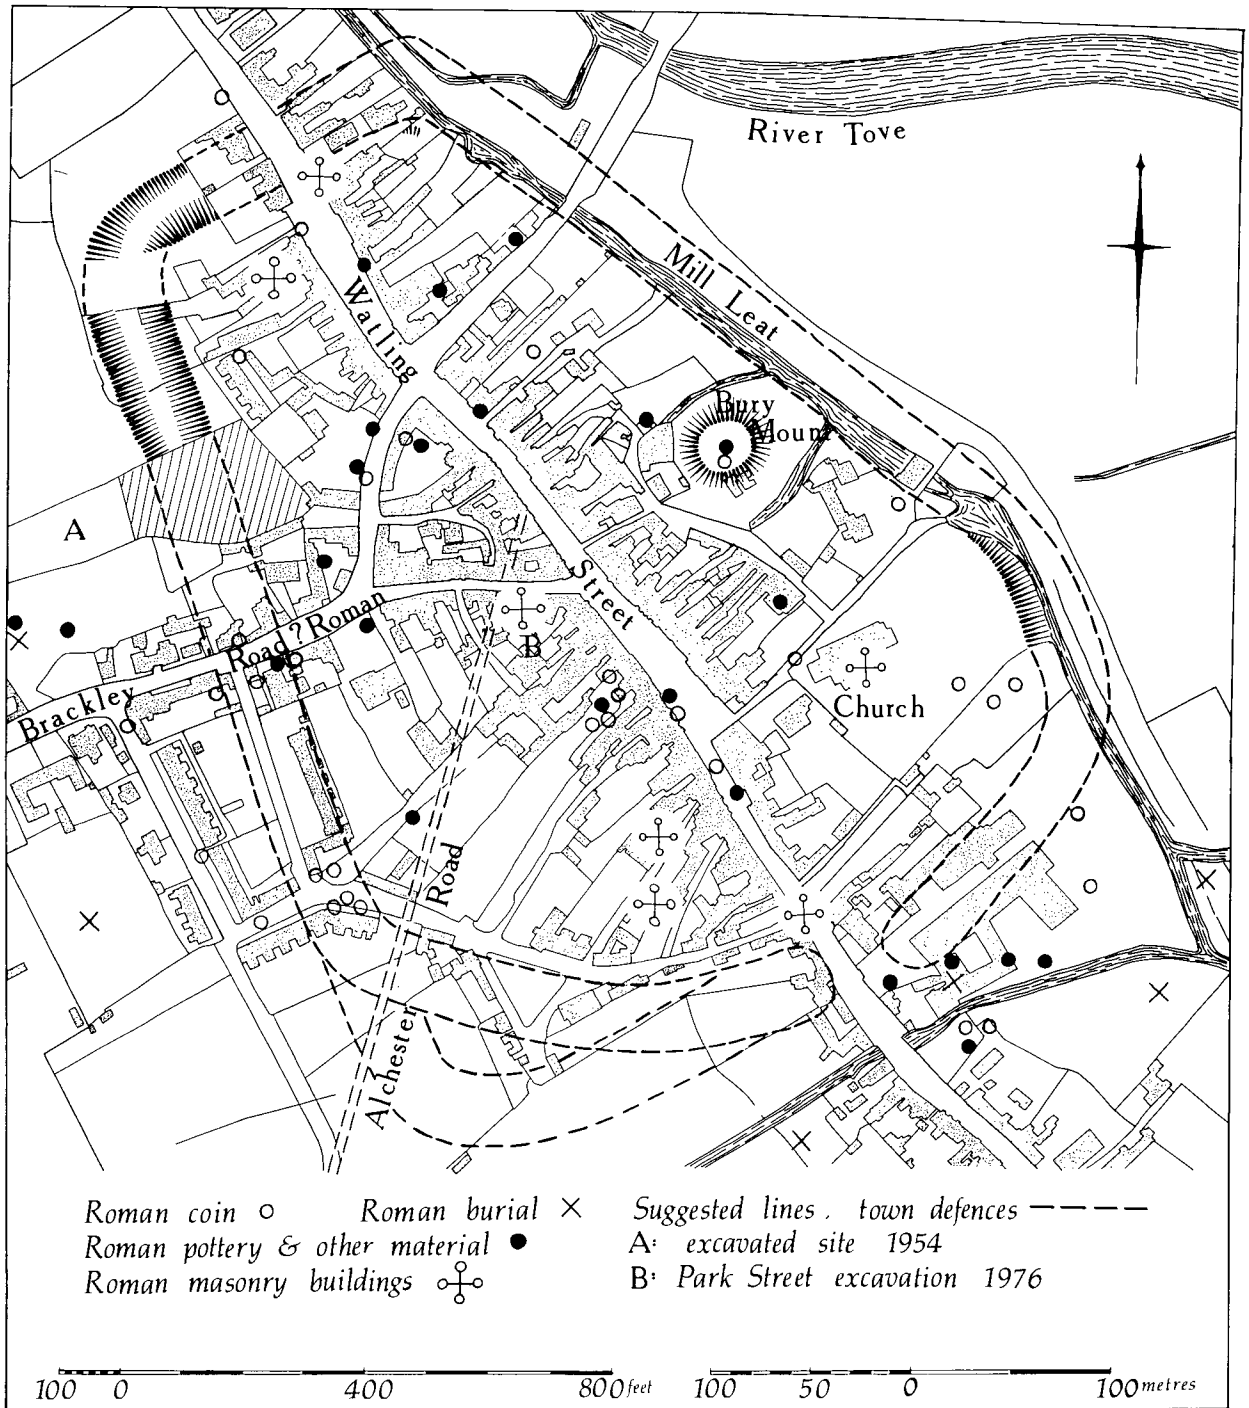 River Tove
Mill Leat
Watling
Street
Bury
Mount
A
Roman
Road?
Brackley
B
Church
Road
Alchester
Roman coin Roman burial Suggested lines, town defences
Roman pottery & other material A: excavated site 1954
Roman masonry buildings B: Park Street excavation 1976
100 0 400 800 feet 100 50 0 100 metres